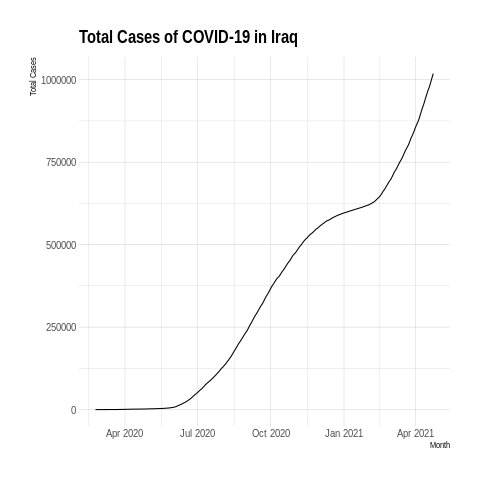 Total Cases of COVID-19 in Iraq
Total Cases
1000000
750000
500000
250000
0
Apr 2020 Jul 2020 Oct 2020 Jan 2021 Apr 2021
Month